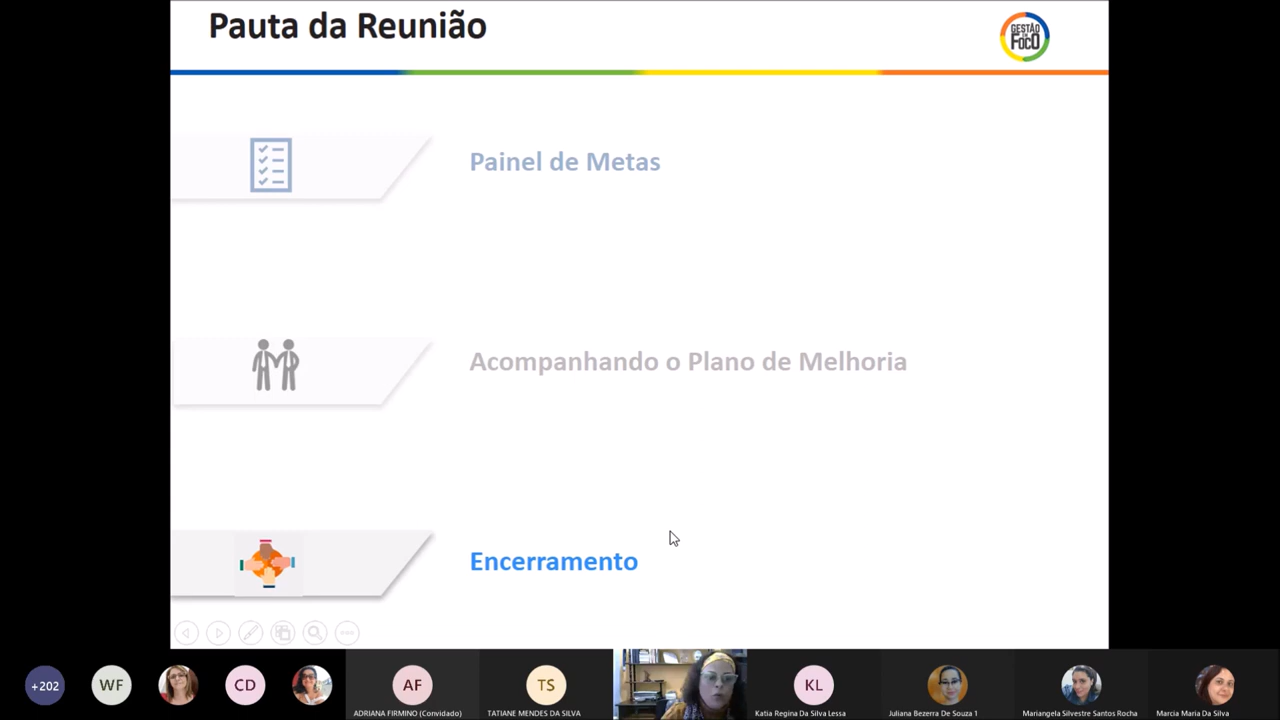 Pauta da Reunião
GESTÃO
EM
FOCO
Painel de Metas
Acompanhando o Plano de Melhoria
Encerramento
+202
WF
CD
AF
TS
KL
ADRIANA FIRMINO (Convidado)
TATIANE MENDES DA SILVA
Katia Regina Da Silva Lessa
Juliana Bezerra De Souza 1
Mariangela Silvestre Santos Rocha
Marcia Maria Da Silva